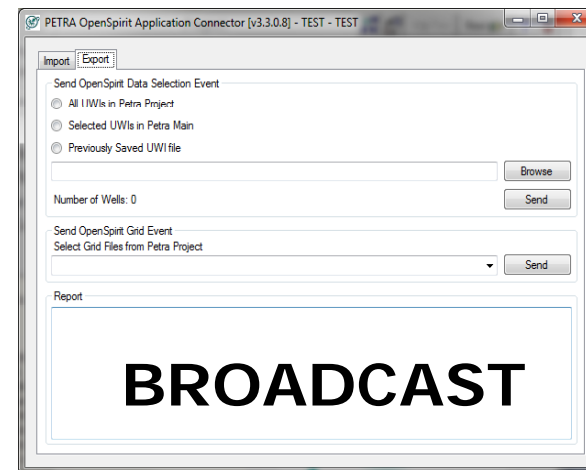 PETRA OpenSpirit Application Connector [v3.3.0.8] - TEST - TEST
Import Export
Send OpenSpirit Data Selection Event
All UWIs in Petra Project
Selected UWIs in Petra Main
Previously Saved UWI file
Browse
Number of Wells: 0 Send
Send OpenSpirit Grid Event
Select Grid Files from Petra Project
Send
Report
BROADCAST